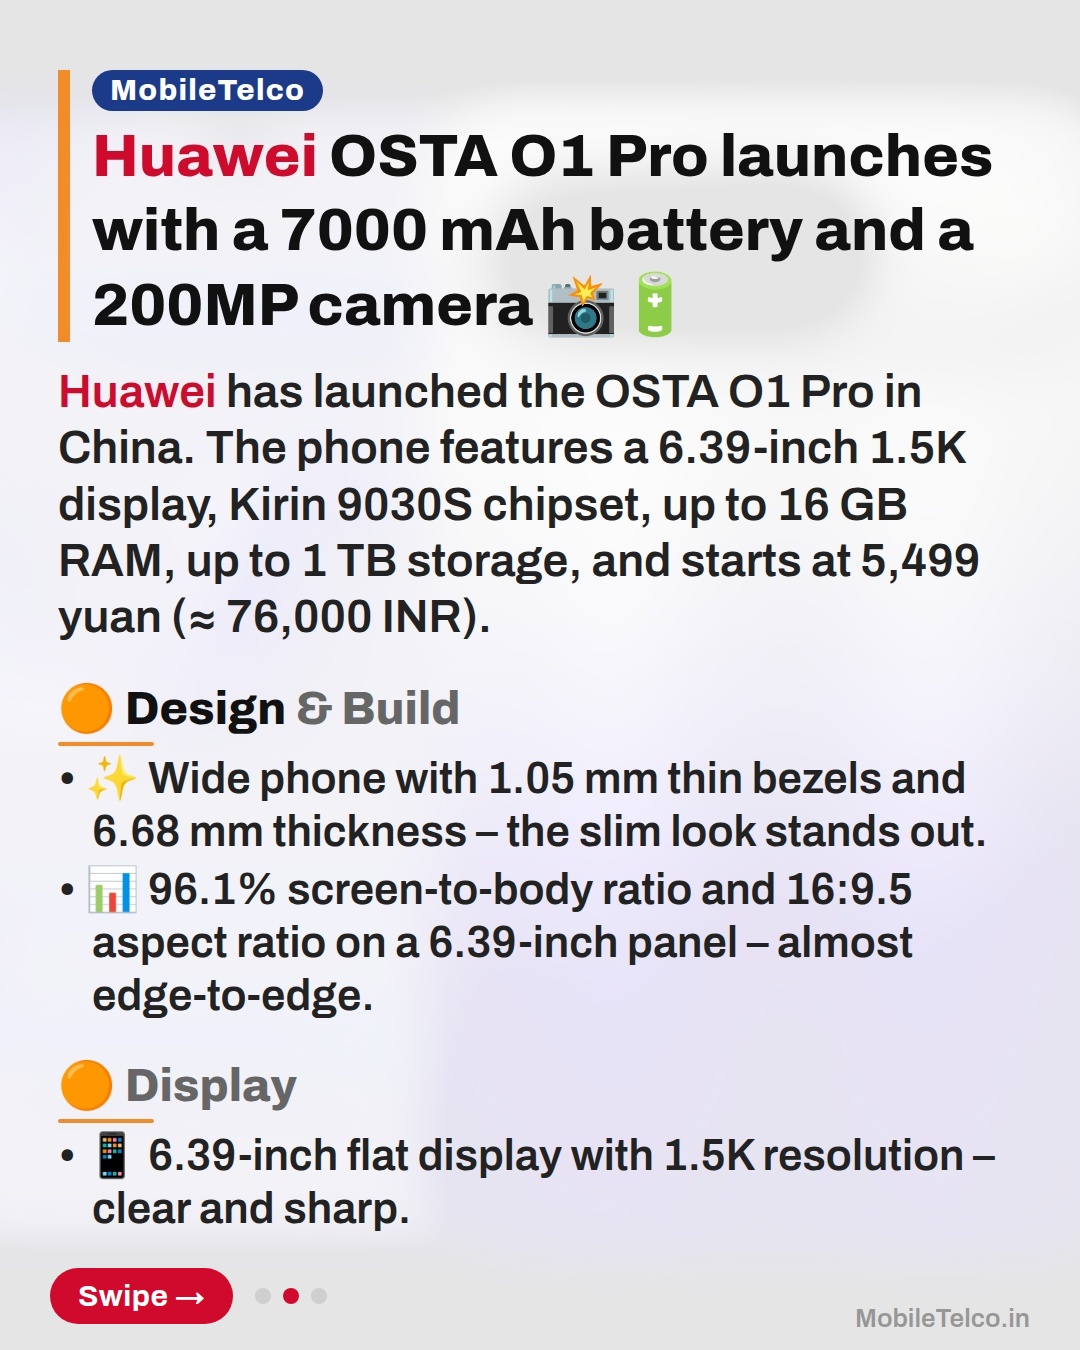 MobileTelco
Huawei OSTA O1 Pro launches
with a 7000 mAh battery and a
200MP camera 📸 🔋
Huawei has launched the OSTA O1 Pro in
China. The phone features a 6.39-inch 1.5K
display, Kirin 9030S chipset, up to 16 GB
RAM, up to 1 TB storage, and starts at 5,499
yuan (≈ 76,000 INR).
🟠 Design & Build
• ✨ Wide phone with 1.05 mm thin bezels and
6.68 mm thickness – the slim look stands out.
• 📊 96.1% screen-to-body ratio and 16:9.5
aspect ratio on a 6.39-inch panel – almost
edge-to-edge.
🟠 Display
• 📱 6.39-inch flat display with 1.5K resolution –
clear and sharp.
Swipe →
MobileTelco.in